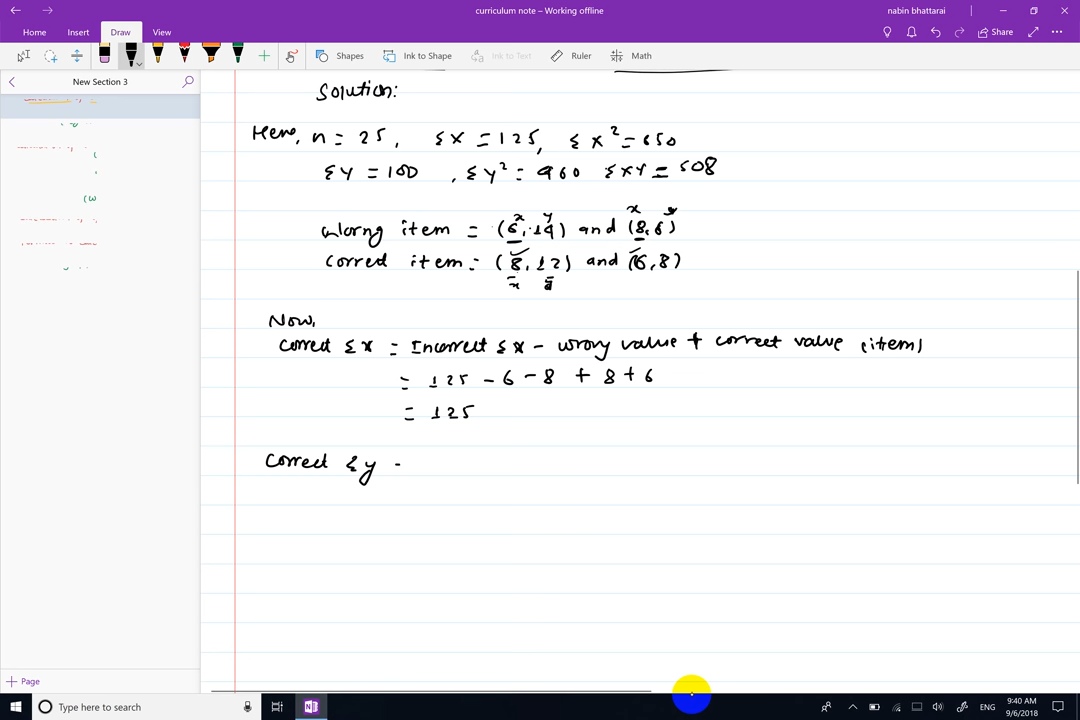 curriculum note – Working offline
nabin bhattarai
Home Insert Draw View
Share
Shapes Ink to Shape Ink to Text Ruler Math
New Section 3
Solution:
Here, n = 25, ΣX = 125, ΣX² = 650
ΣY = 100, ΣY² = 960 ΣXY = 508
x y x y
item = (6, 14) and (8, 6)
correct item = (8, 12) and (6, 8)
x y
Now,
Correct Σx = Incorrect Σx - wrong value + correct value (item)
= 125 - 6 - 8 + 8 + 6
= 125
Correct Σy -
Page
Type here to search
ENG
9:40 AM
9/6/2018